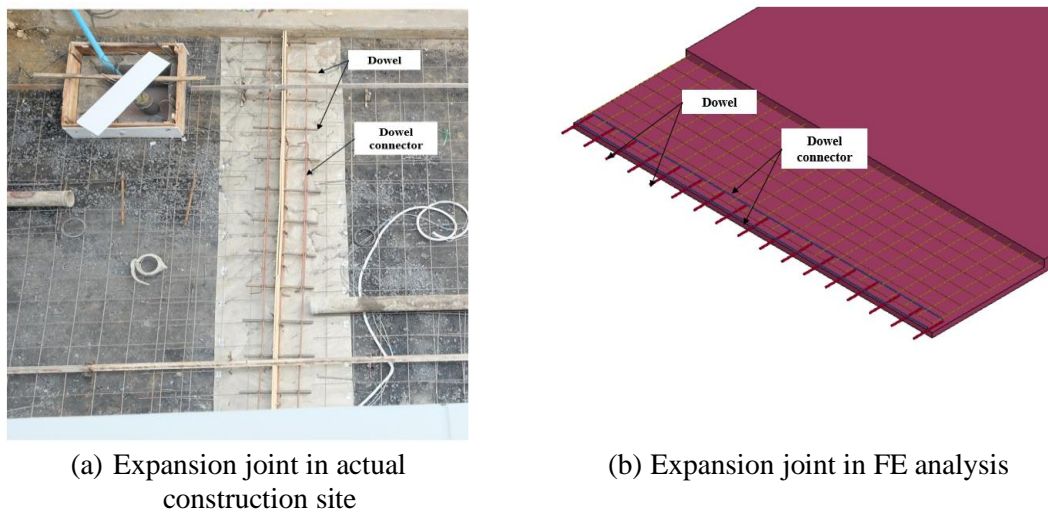 Dowel
Dowel
connector
Dowel
Dowel
connector
(a) Expansion joint in actual
construction site
(b) Expansion joint in FE analysis